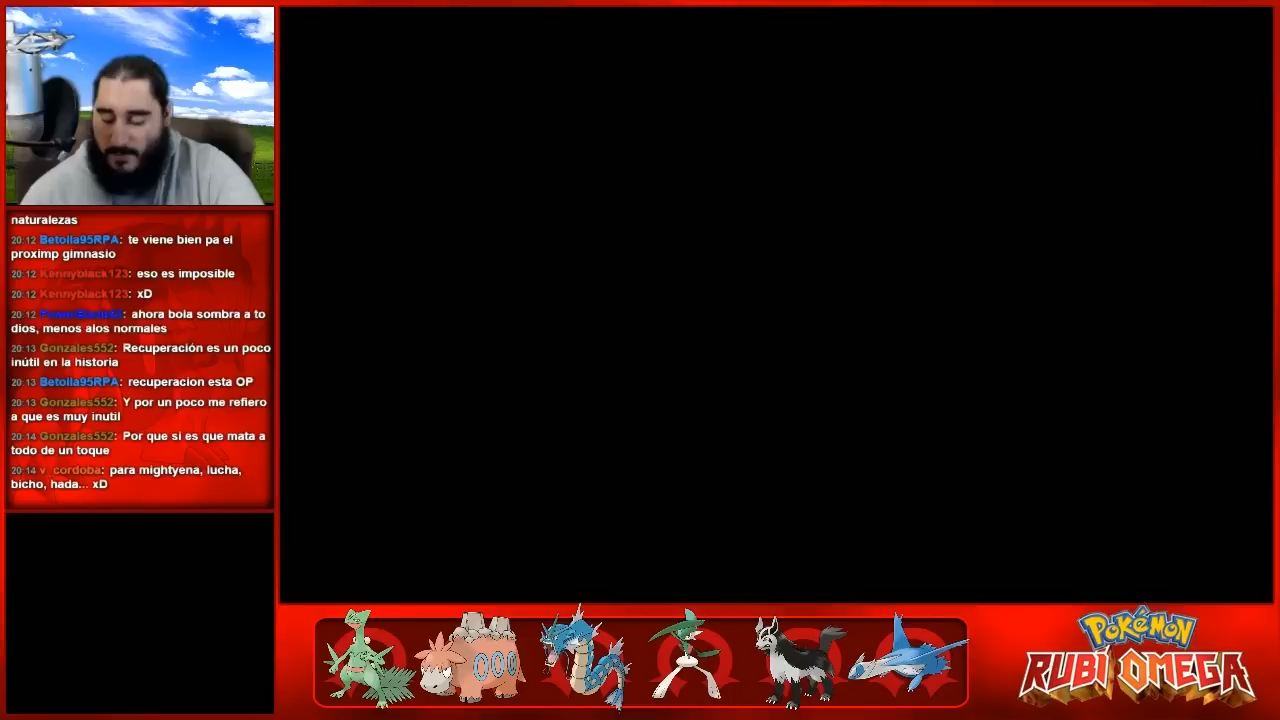 naturalezas
20:12 Betolla95RPA: te viene bien pa el
proximp gimnasio
20:12 Kennyblack123: eso es imposible
20:12 Kennyblack123: xD
20:12 : ahora bola sombra a to
dios, menos alos normales
20:13 Gonzales552: Recuperación es un poco
inútil en la historia
20:13 Betolla95RPA: recuperacion esta OP
20:13 Gonzales552: Y por un poco me refiero
a que es muy inutil
20:14 Gonzales552: Por que si es que mata a
todo de un toque
20:14 v_cordoba: para mightyena, lucha,
bicho, hada... xD
POKÉMON
RUBI OMEGA